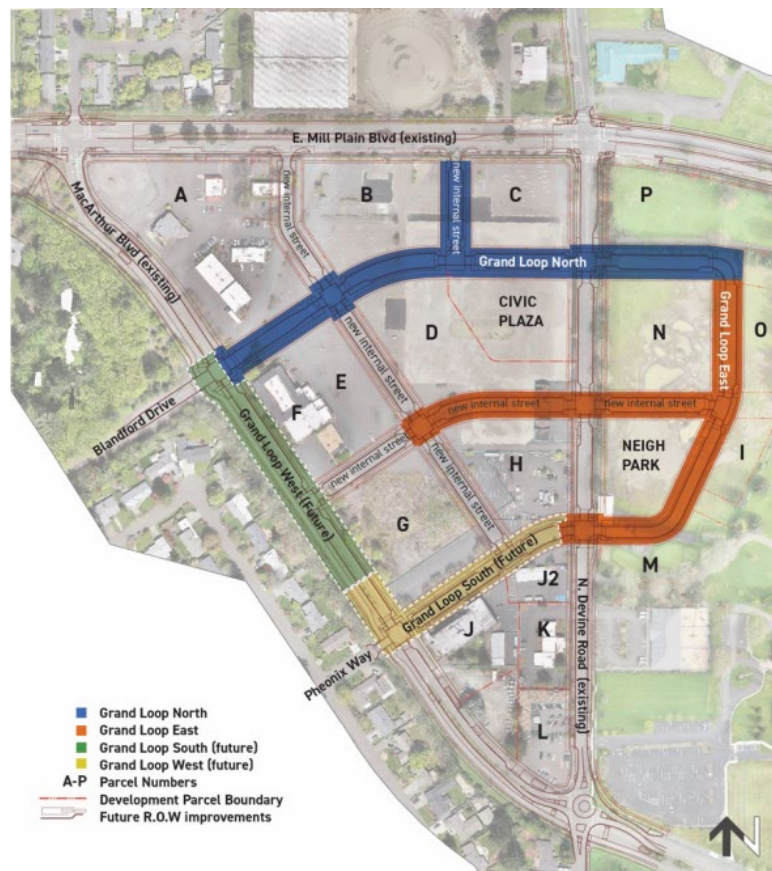 E. Mill Plain Blvd (existing)
A
B
C
P
new internal street
new internal street
MacArthur Blvd (existing)
Grand Loop North
CIVIC
PLAZA
D
N
O
Grand Loop East
new internal street
E
F
Blandford Drive
new internal street
new internal street
NEIGH
PARK
I
Grand Loop West (Future)
new internal street
H
new internal street
G
M
Grand Loop South (Future)
J2
J
K
N. Devine Road (existing)
Pheonix Way
L
Grand Loop North
Grand Loop East
Grand Loop South (future)
Grand Loop West (future)
A-P Parcel Numbers
Development Parcel Boundary
Future R.O.W improvements
N